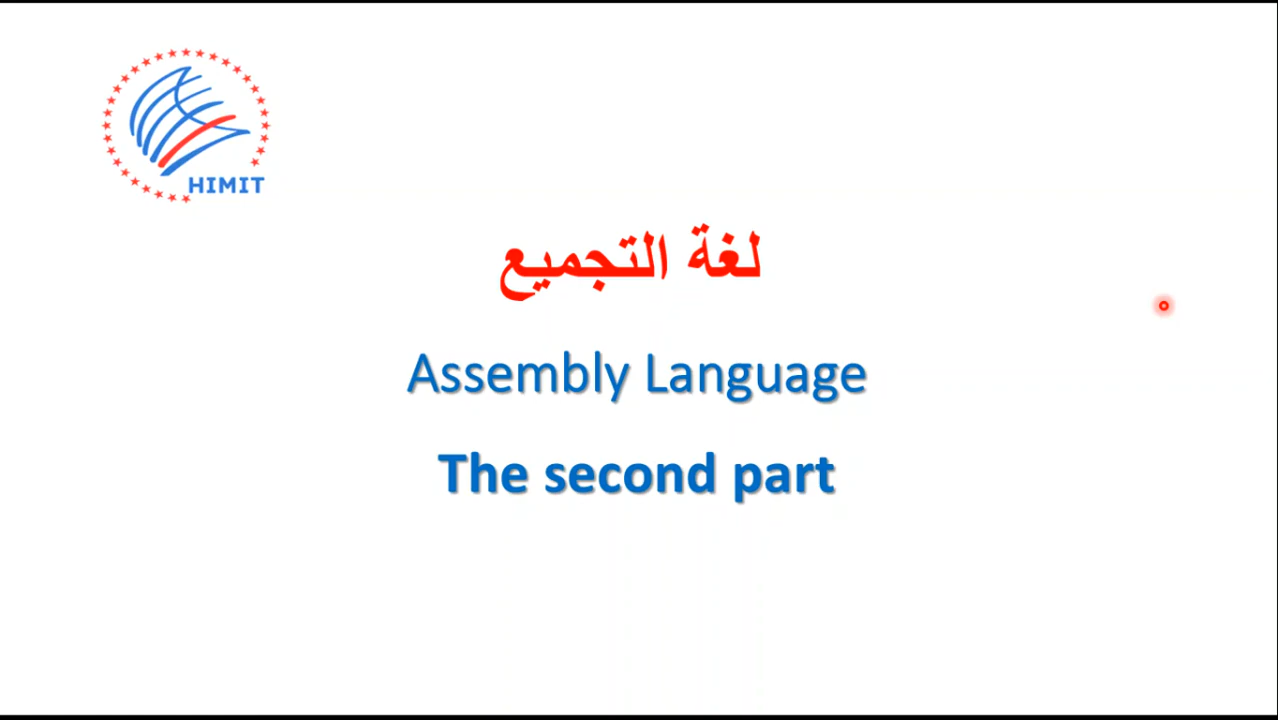 HIMIT
لغة التجميع
Assembly Language
The second part